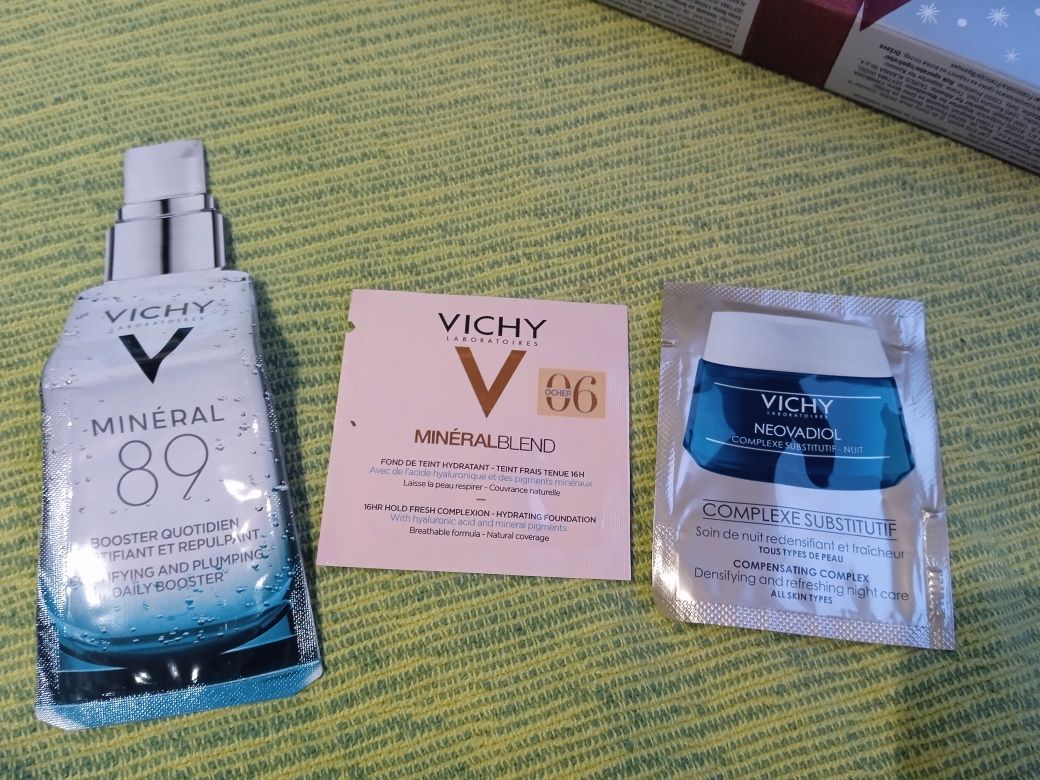 VICHY
LABORATOIRES
MINÉRAL
89
BOOSTER QUOTIDIEN
ET REPULPANT
AND PLUMPING
DAILY BOOSTER
VICHY
LABORATOIRES
OCHER 06
MINÉRALBLEND
FOND DE TEINT HYDRATANT - TEINT FRAIS TENUE 16H
Avec de l'acide hyaluronique et des pigments minéraux
Laisse la peau respirer - Couvrance naturelle
16HR HOLD FRESH COMPLEXION - HYDRATING FOUNDATION
With hyaluronic acid and mineral pigments
Breathable formula - Natural coverage
VICHY
LABORATOIRES
NEOVADIOL
COMPLEXE SUBSTITUTIF - NUIT
COMPLEXE SUBSTITUTIF
Soin de nuit redensifiant et fraîcheur
TOUS TYPES DE PEAU
COMPENSATING COMPLEX
Densifying and refreshing night care
ALL SKIN TYPES